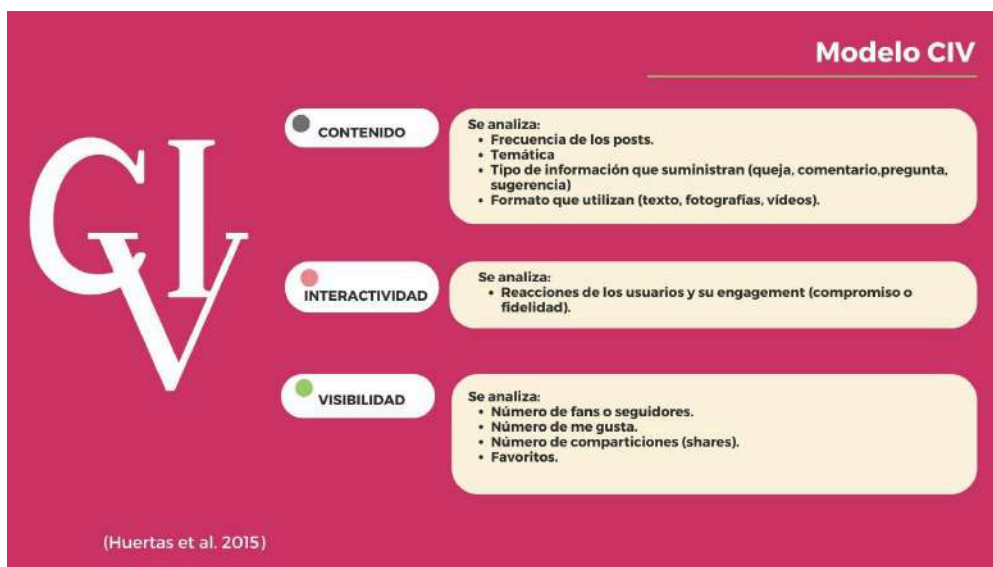 Modelo CIV
CIV
CONTENIDO
Se analiza:
• Frecuencia de los posts.
• Temática
• Tipo de información que suministran (queja, comentario,pregunta,
sugerencia)
• Formato que utilizan (texto, fotografías, vídeos).
INTERACTIVIDAD
Se analiza:
• Reacciones de los usuarios y su engagement (compromiso o
fidelidad).
VISIBILIDAD
Se analiza:
• Número de fans o seguidores.
• Número de me gusta.
• Número de comparticiones (shares).
• Favoritos.
(Huertas et al. 2015)